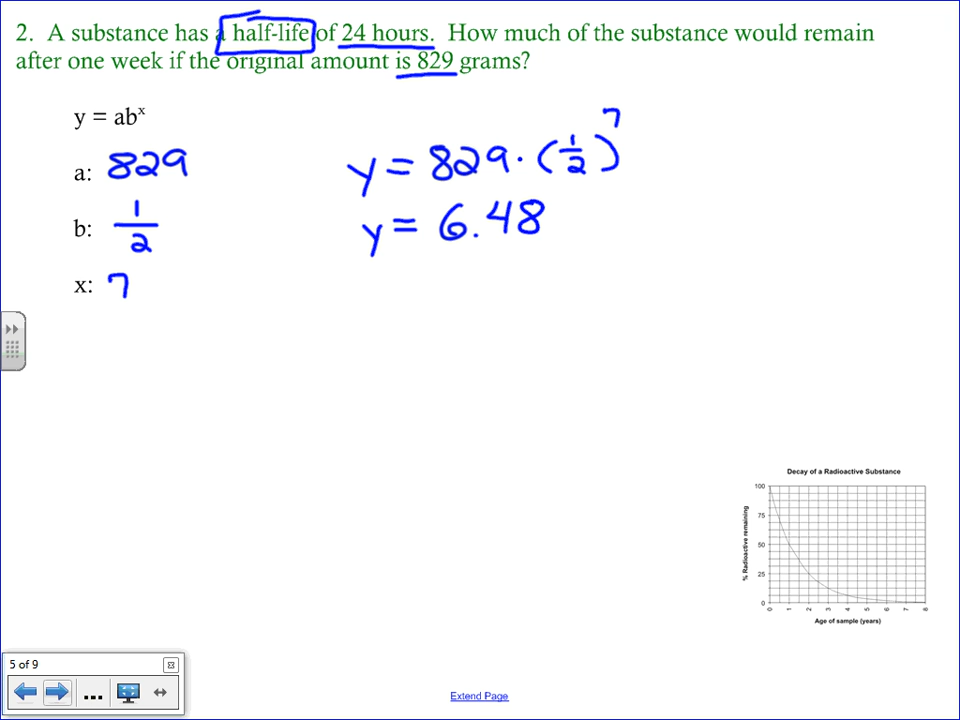 2. A substance has a half-life of 24 hours. How much of the substance would remain
after one week if the original amount is 829 grams?
y = abˣ
a: 829
b: 1/2
x: 7
y = 829 · (1/2)⁷
y = 6.48
Decay of a Radioactive Substance
% Radioactive remaining
100
75
50
25
0
0 1 2 3 4 5 6 7 8
Age of sample (years)
5 of 9
...
Extend Page